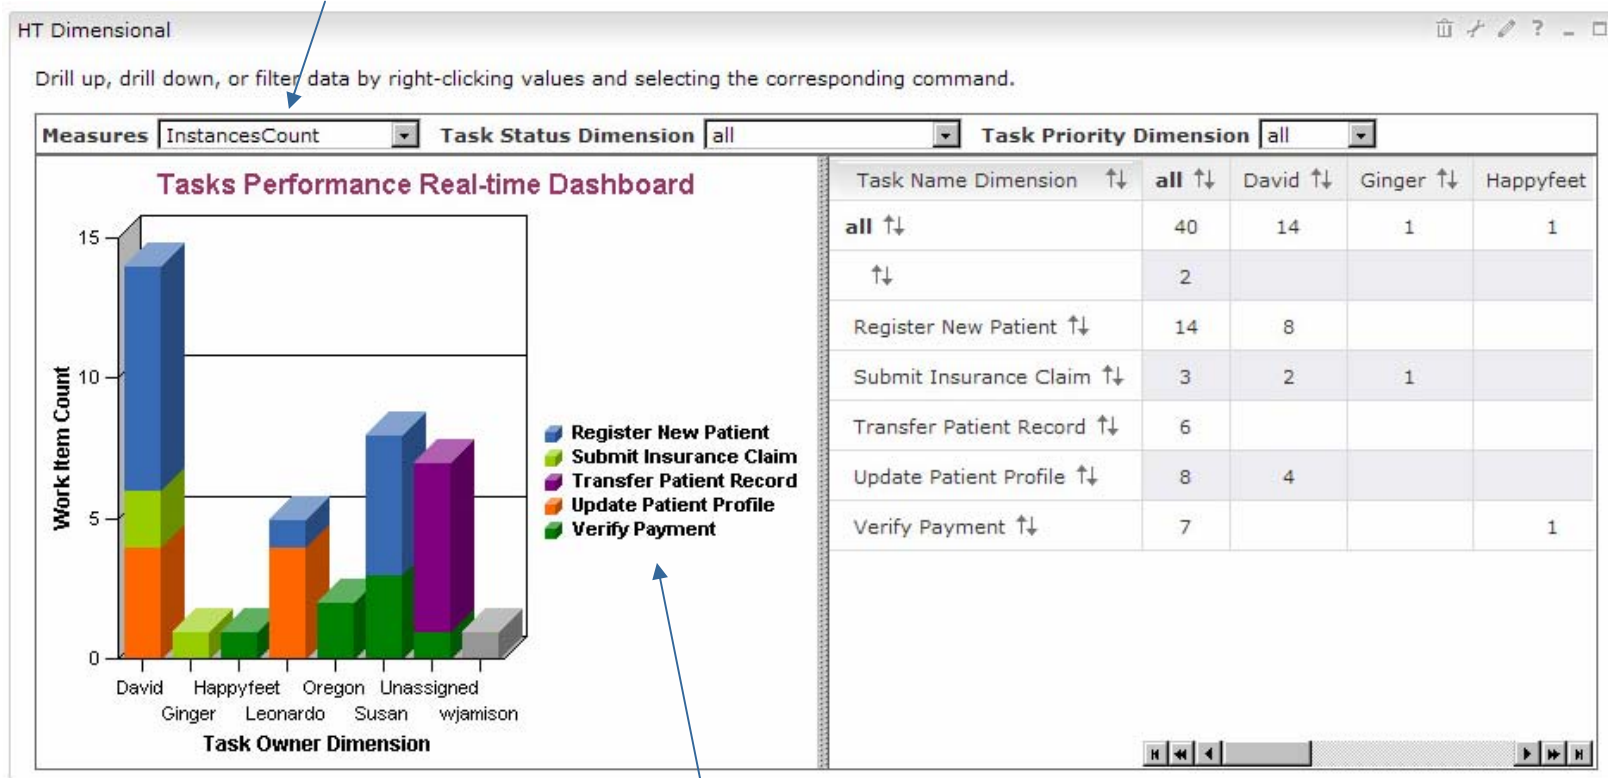 HT Dimensional ?
Drill up, drill down, or filter data by right-clicking values and selecting the corresponding command.
Measures InstancesCount Task Status Dimension all Task Priority Dimension all
Tasks Performance Real-time Dashboard
15
10
5
0
Work Item Count
David Happyfeet Oregon Unassigned
Ginger Leonardo Susan wjamison
Task Owner Dimension
Register New Patient
Submit Insurance Claim
Transfer Patient Record
Update Patient Profile
Verify Payment
Task Name Dimension all David Ginger Happyfeet
all 40 14 1 1
2
Register New Patient 14 8
Submit Insurance Claim 3 2 1
Transfer Patient Record 6
Update Patient Profile 8 4
Verify Payment 7 1